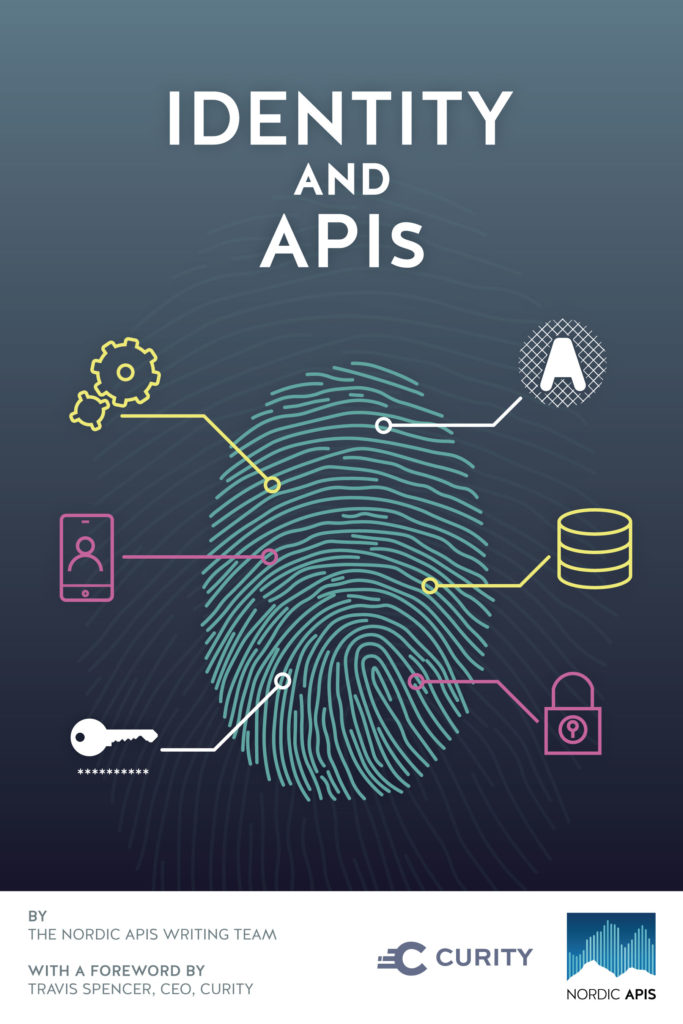 IDENTITY
AND
APIs
A
**********
BY
THE NORDIC APIS WRITING TEAM
WITH A FOREWORD BY
TRAVIS SPENCER, CEO, CURITY
CURITY
NORDIC APIS